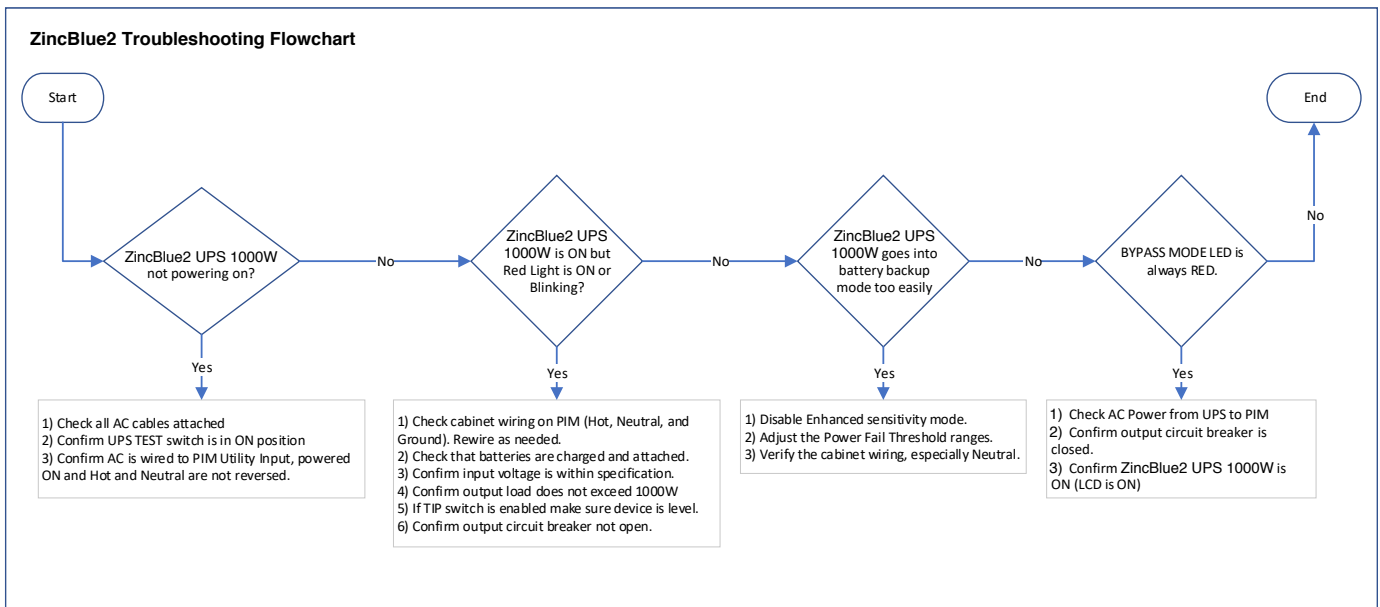 ZincBlue2 Troubleshooting Flowchart
Start
End
ZincBlue2 UPS 1000W
not powering on?
No
ZincBlue2 UPS
1000W is ON but
Red Light is ON or
Blinking?
No
ZincBlue2 UPS
1000W goes into
battery backup
mode too easily
No
BYPASS MODE LED is
always RED.
No
Yes
Yes
Yes
Yes
1) Check all AC cables attached
2) Confirm UPS TEST switch is in ON position
3) Confirm AC is wired to PIM Utility Input, powered
ON and Hot and Neutral are not reversed.
1) Check cabinet wiring on PIM (Hot, Neutral, and
Ground). Rewire as needed.
2) Check that batteries are charged and attached.
3) Confirm input voltage is within specification.
4) Confirm output load does not exceed 1000W
5) If TIP switch is enabled make sure device is level.
6) Confirm output circuit breaker not open.
1) Disable Enhanced sensitivity mode.
2) Adjust the Power Fail Threshold ranges.
3) Verify the cabinet wiring, especially Neutral.
1) Check AC Power from UPS to PIM
2) Confirm output circuit breaker is
closed.
3) Confirm ZincBlue2 UPS 1000W is
ON (LCD is ON)